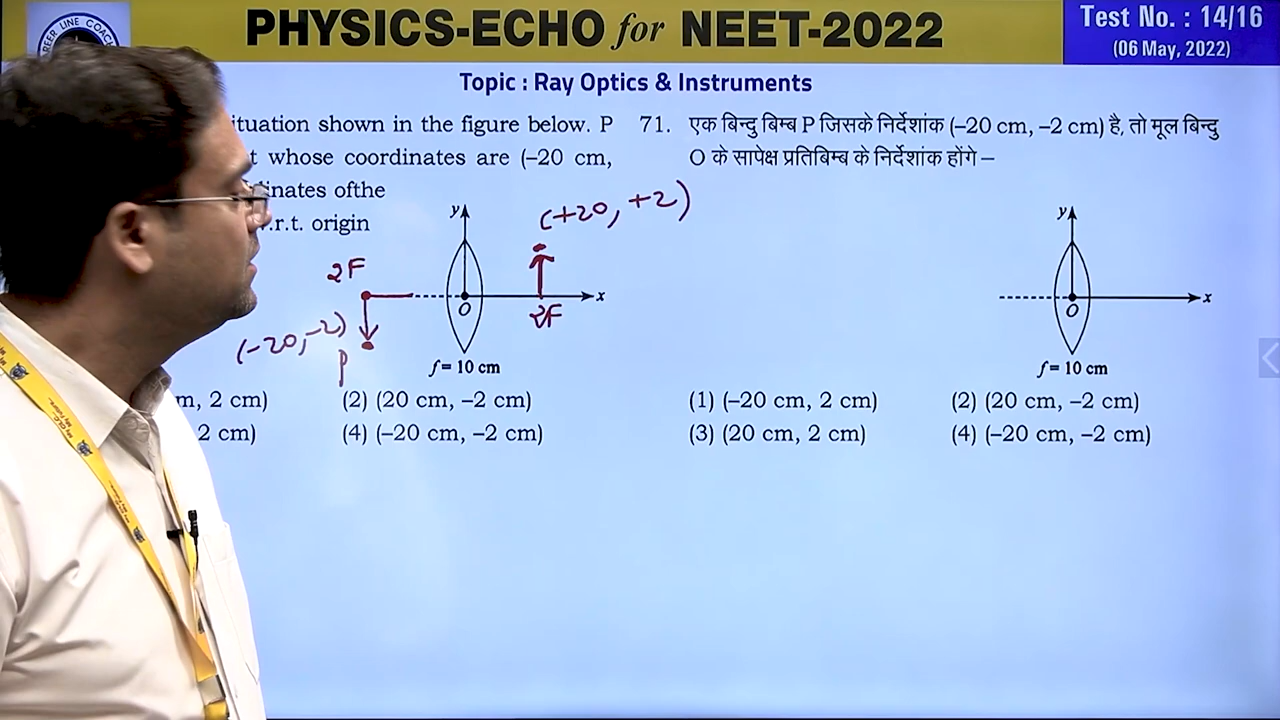 PHYSICS-ECHO for NEET-2022
Test No. : 14/16
(06 May, 2022)
Topic : Ray Optics & Instruments
situation shown in the figure below. P
whose coordinates are (–20 cm,
ofthe
w.r.t. origin
y
(+20, +2)
2F
O
x
2F
(-20, -2)
P
f = 10 cm
2 cm)
(2) (20 cm, –2 cm)
2 cm)
(4) (–20 cm, –2 cm)
71. एक बिन्दु बिम्ब P जिसके निर्देशांक (–20 cm, –2 cm) है, तो मूल बिन्दु
O के सापेक्ष प्रतिबिम्ब के निर्देशांक होंगे –
y
O
x
f = 10 cm
(1) (–20 cm, 2 cm)
(2) (20 cm, –2 cm)
(3) (20 cm, 2 cm)
(4) (–20 cm, –2 cm)